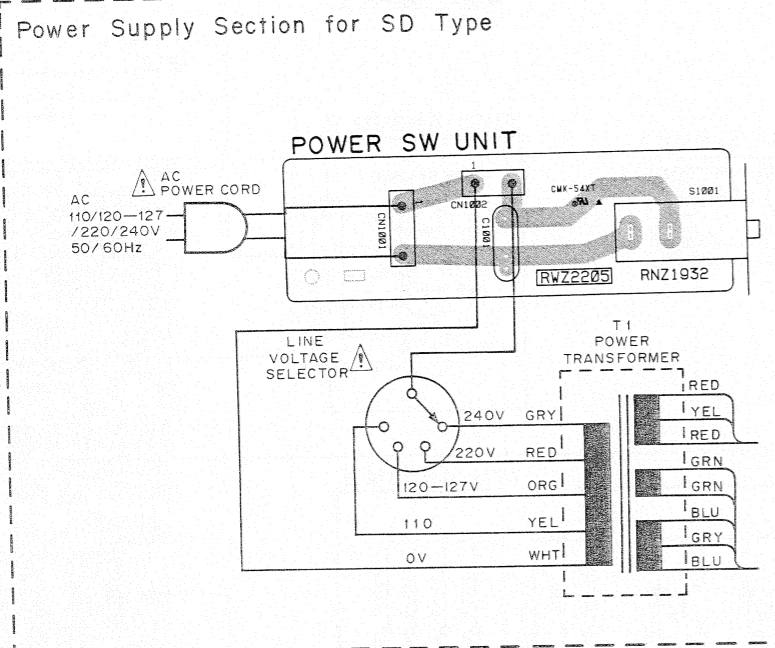 Power Supply Section for SD Type
POWER SW UNIT
AC
POWER CORD
AC
110/120-127
/220/240V
50/60Hz
1
CN1002
CN1001
C1001
CMK-54XT
S1001
RWZ2205
RNZ1932
LINE
VOLTAGE
SELECTOR
T1
POWER
TRANSFORMER
240V GRY
220V RED
120-127V ORG
110 YEL
0V WHT
RED
YEL
RED
GRN
GRN
BLU
GRY
BLU